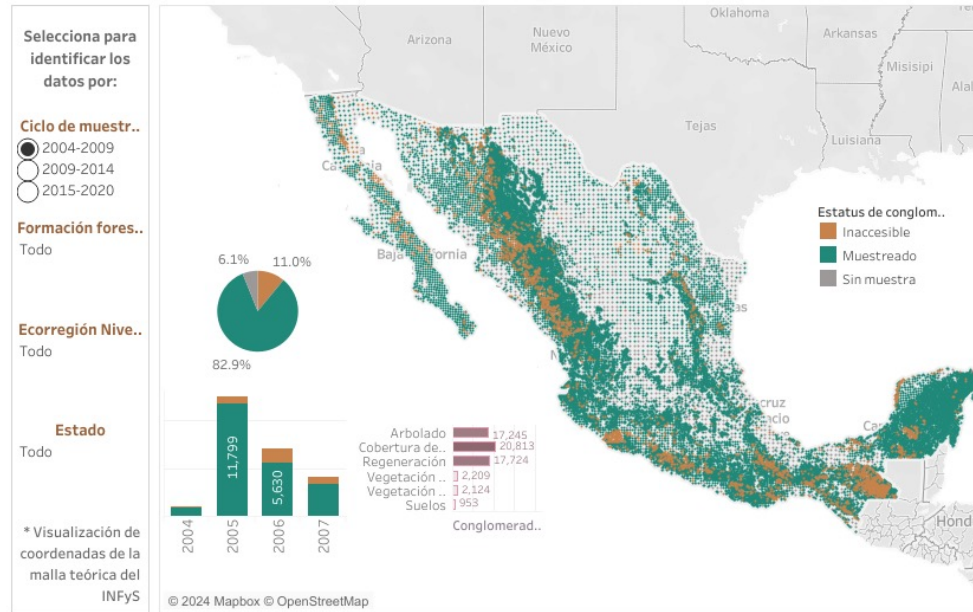 Selecciona para
identificar los
datos por:
Ciclo de muestr..
2004-2009
2009-2014
2015-2020
Formación fores..
Todo
Ecorregión Nive..
Todo
Estado
Todo
* Visualización de
coordenadas de la
malla teórica del
INFyS
Oklahoma
Arizona
Nuevo
México
Arkansas
Misisipi
Tejas
Luisiana
Baja
ifornia
Hond
Estatus de conglom..
Inaccesible
Muestreado
Sin muestra
6.1%
11.0%
82.9%
11,799
5,630
2004
2005
2006
2007
Arbolado
17,245
Cobertura de..
20,813
Regeneración
17,724
Vegetación ..
2,209
Vegetación ..
2,124
Suelos
953
Conglomerad..
© 2024 Mapbox © OpenStreetMap